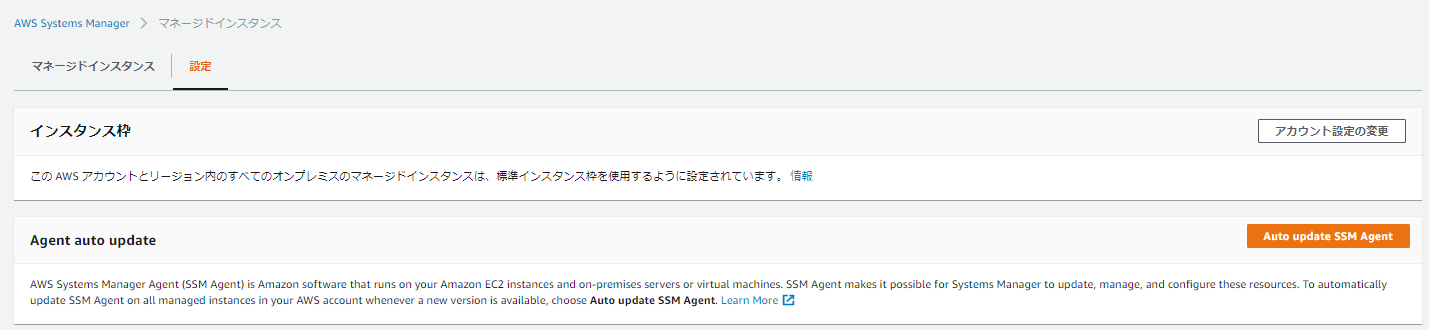 AWS Systems Manager > マネージドインスタンス
マネージドインスタンス 設定
インスタンス枠 アカウント設定の変更
この AWS アカウントとリージョン内のすべてのオンプレミスのマネージドインスタンスは、標準インスタンス枠を使用するように設定されています。 情報
Agent auto update Auto update SSM Agent
AWS Systems Manager Agent (SSM Agent) is Amazon software that runs on your Amazon EC2 instances and on-premises servers or virtual machines. SSM Agent makes it possible for Systems Manager to update, manage, and configure these resources. To automatically
update SSM Agent on all managed instances in your AWS account whenever a new version is available, choose Auto update SSM Agent. Learn More